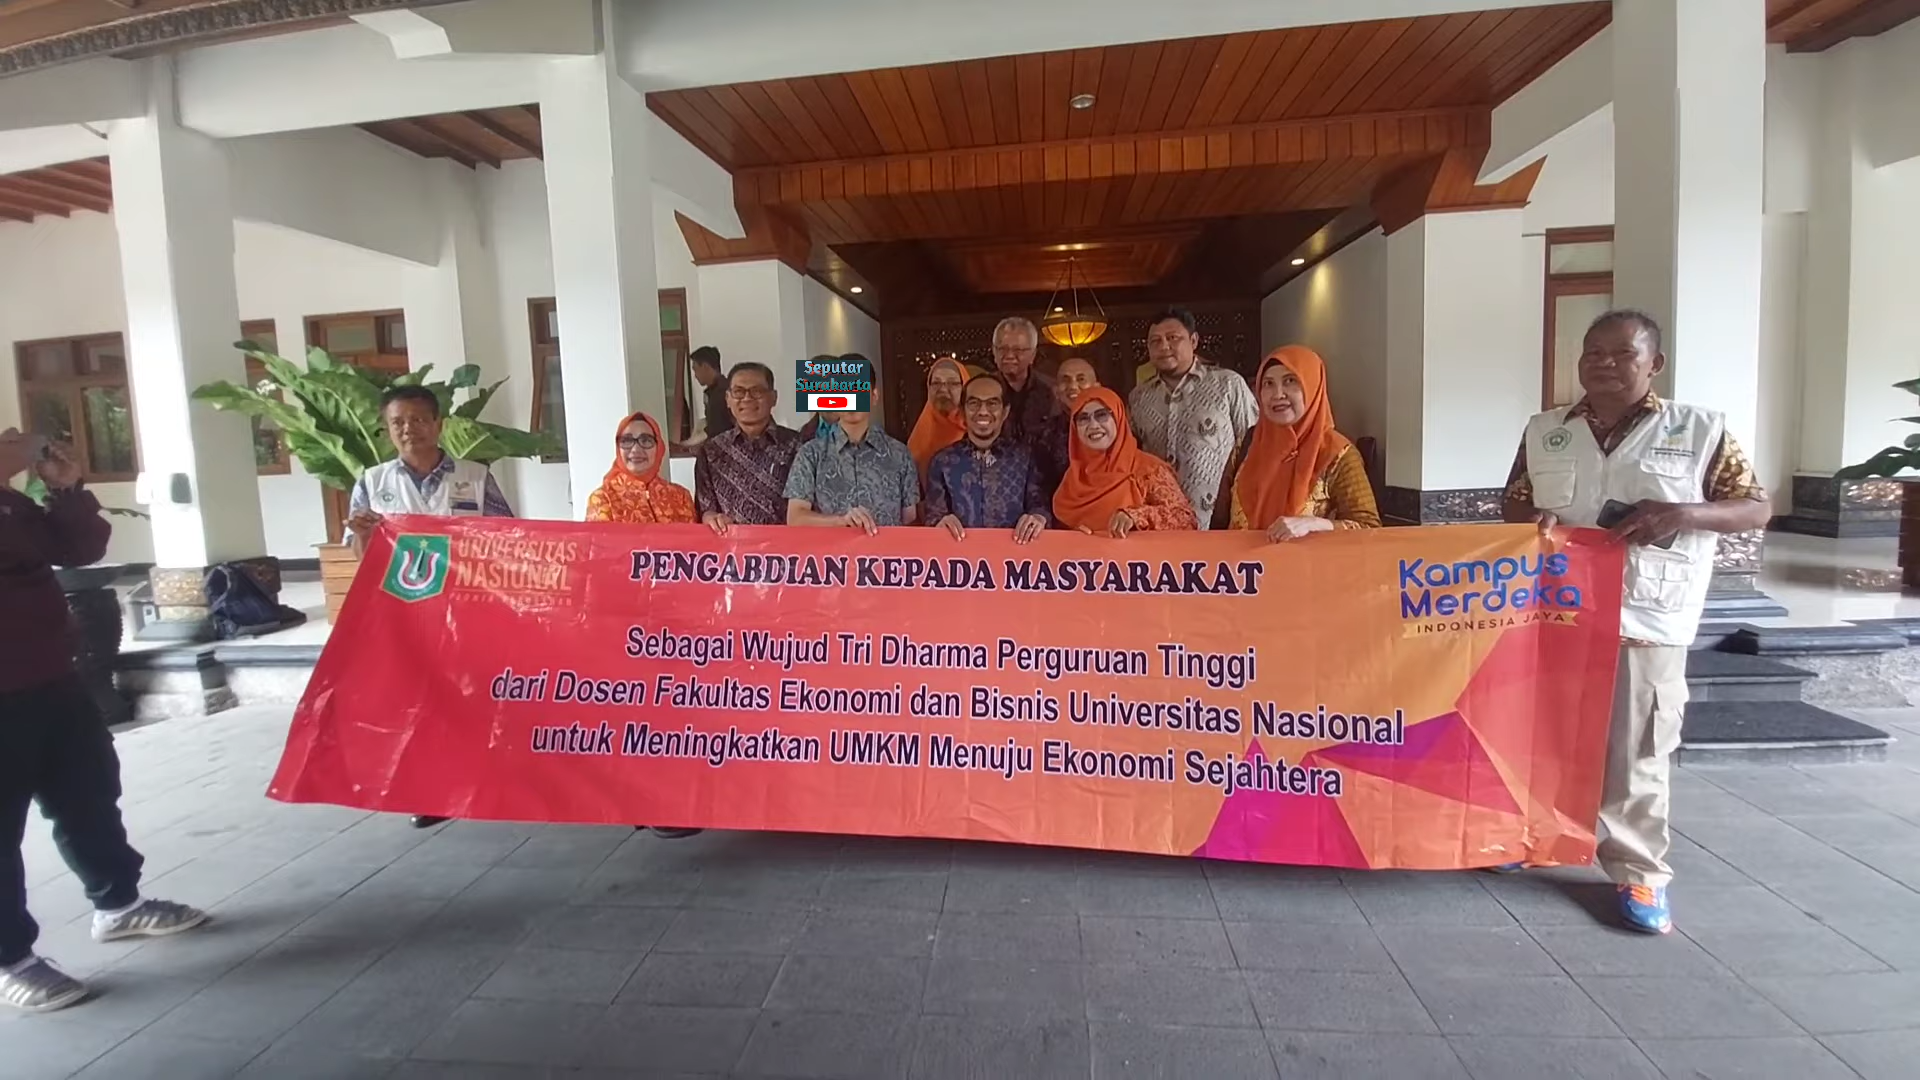 Seputar
Surakarta
UNIVERSITAS
NASIONAL
PENGABDIAN KEPADA MASYARAKAT
Kampus
Merdeka
INDONESIA JAYA
Sebagai Wujud Tri Dharma Perguruan Tinggi
dari Dosen Fakultas Ekonomi dan Bisnis Universitas Nasional
untuk Meningkatkan UMKM Menuju Ekonomi Sejahtera